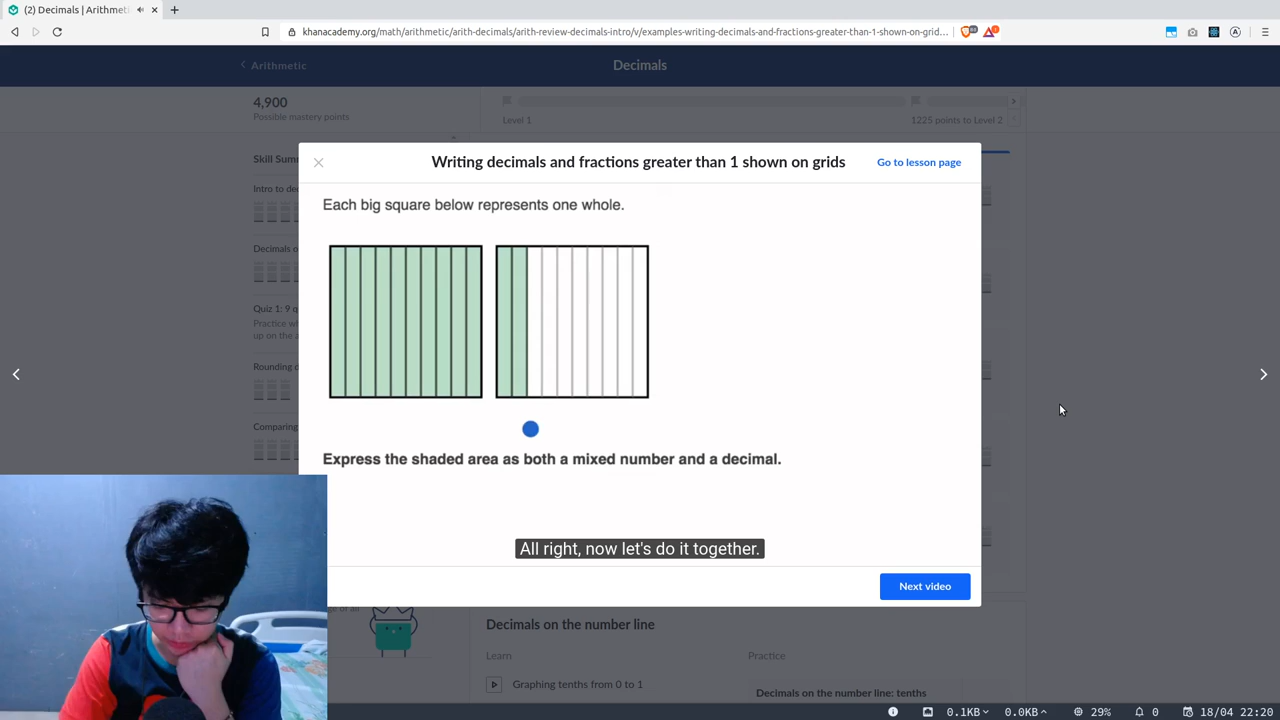 (2) Decimals | Arithmeti
khanacademy.org/math/arithmetic/arith-decimals/arith-review-decimals-intro/v/examples-writing-decimals-and-fractions-greater-than-1-shown-on-grid…
Arithmetic
Decimals
4,900
Possible mastery points
Level 1
1225 points to Level 2
Skill Summ
Intro to de
Decimals o
Quiz 1: 9 q
Practice wh
up on the a
Rounding d
Comparing
Writing decimals and fractions greater than 1 shown on grids
Go to lesson page
Each big square below represents one whole.
Express the shaded area as both a mixed number and a decimal.
All right, now let's do it together.
Next video
Decimals on the number line
Learn
Practice
Graphing tenths from 0 to 1
Decimals on the number line: tenths
0.1KB
0.0KB
29%
0
18/04 22:20